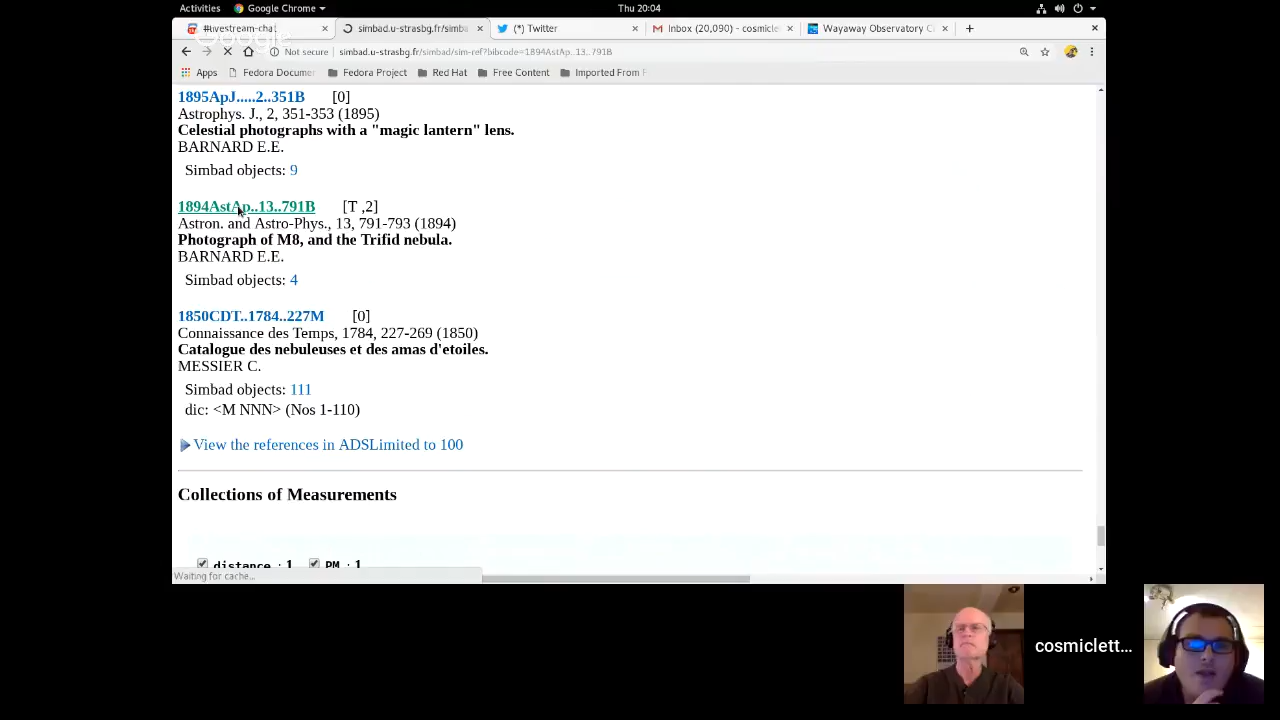 Activities Google Chrome Thu 20:04
#livestream-chat simbad.u-strasbg.fr/simba (*) Twitter Inbox (20,090) - cosmicle Wayaway Observatory C
Google
Not secure simbad.u-strasbg.fr/simbad/sim-ref?bibcode=1894AstAp..13..791B
Apps Fedora Documen Fedora Project Red Hat Free Content Imported From F
1895ApJ.....2..351B [0]
Astrophys. J., 2, 351-353 (1895)
Celestial photographs with a "magic lantern" lens.
BARNARD E.E.
Simbad objects: 9
1894AstAp..13..791B [T ,2]
Astron. and Astro-Phys., 13, 791-793 (1894)
Photograph of M8, and the Trifid nebula.
BARNARD E.E.
Simbad objects: 4
1850CDT..1784..227M [0]
Connaissance des Temps, 1784, 227-269 (1850)
Catalogue des nebuleuses et des amas d'etoiles.
MESSIER C.
Simbad objects: 111
dic: <M NNN> (Nos 1-110)
View the references in ADSLimited to 100
Collections of Measurements
distance : 1 PM : 1
Waiting for cache...
cosmiclett...